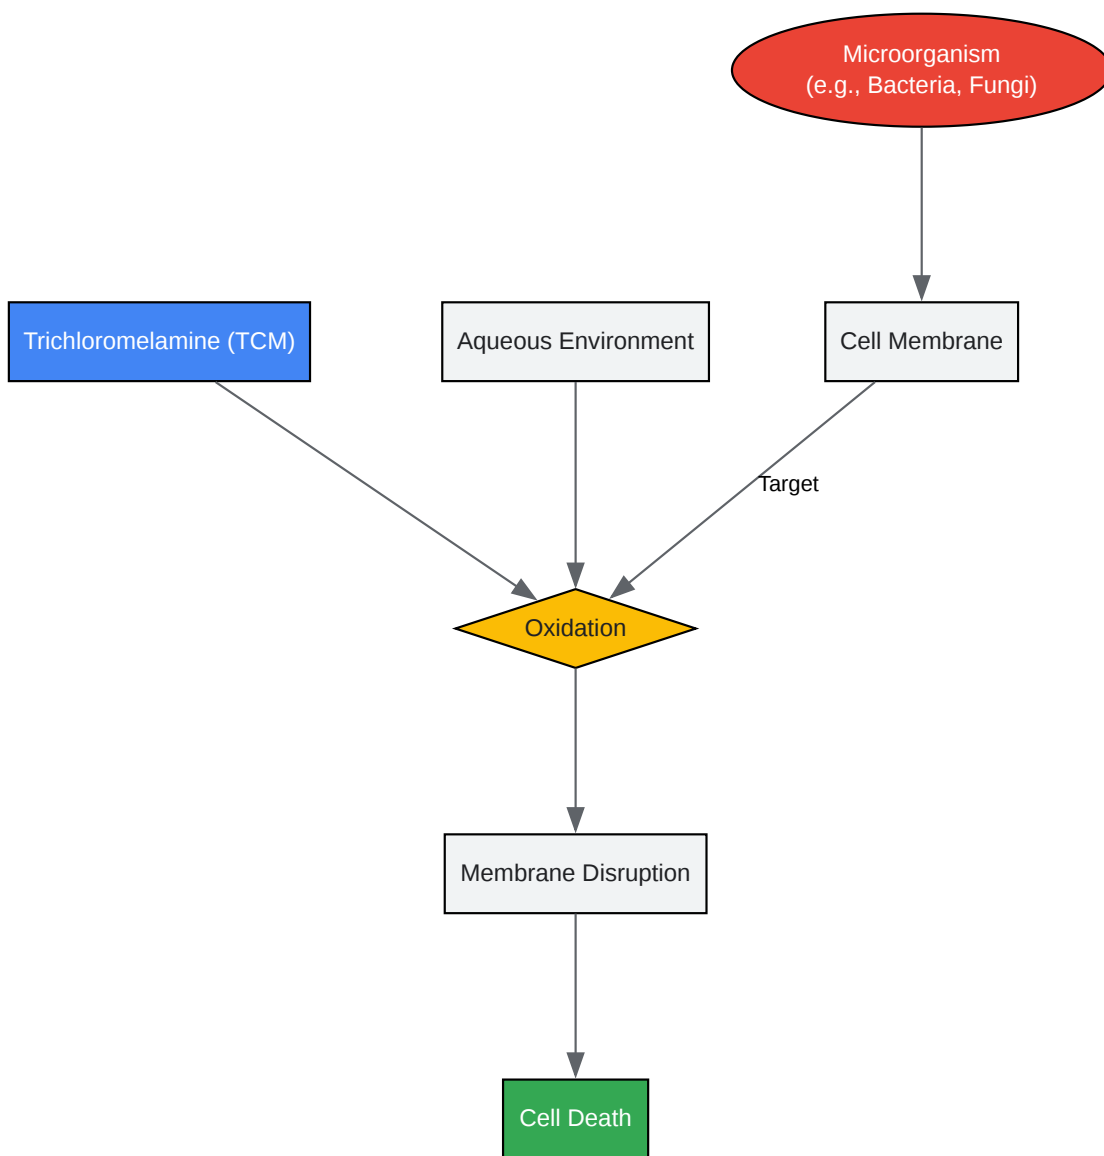 Microorganism
(e.g., Bacteria, Fungi)
Trichloromelamine (TCM)
Aqueous Environment
Cell Membrane
Target
Oxidation
Membrane Disruption
Cell Death